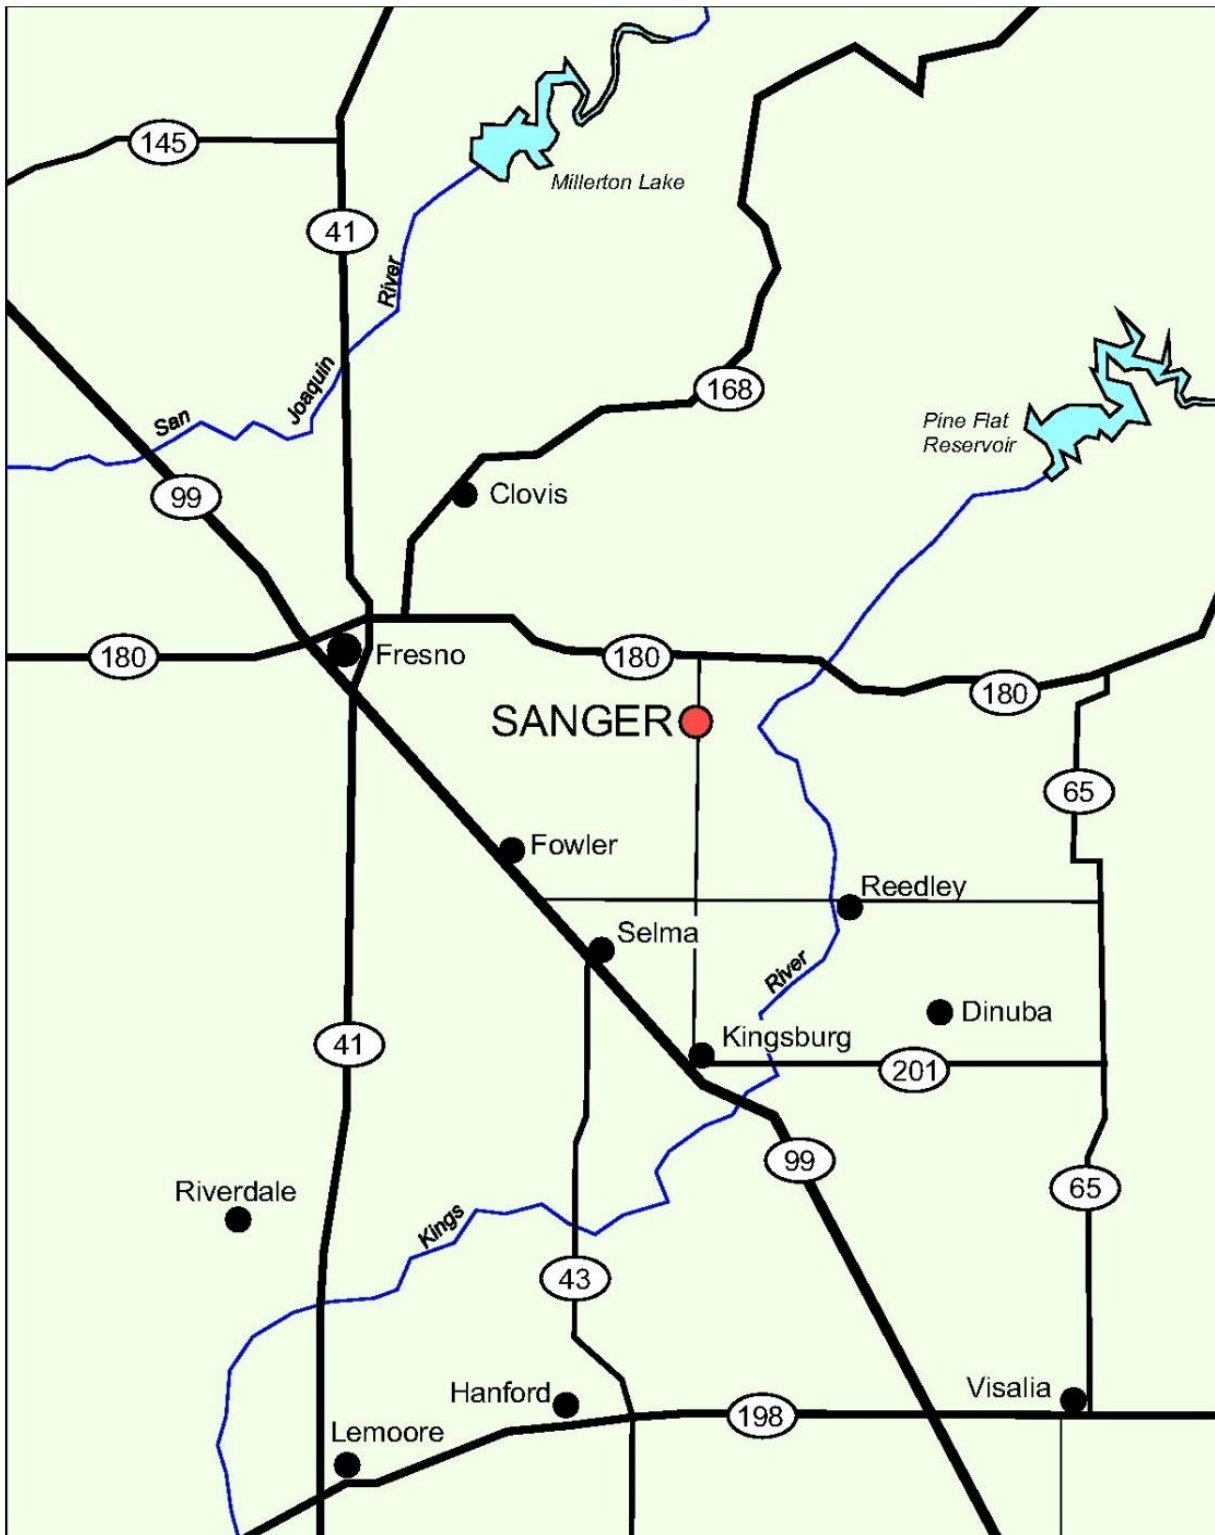 145
Millerton Lake
41
River
Joaquin
San
168
Pine Flat
Reservoir
99
Clovis
180
Fresno
180
180
SANGER
65
Fowler
Reedley
Selma
River
Dinuba
Kingsburg
41
201
99
Riverdale
65
Kings
43
Hanford
Visalia
198
Lemoore